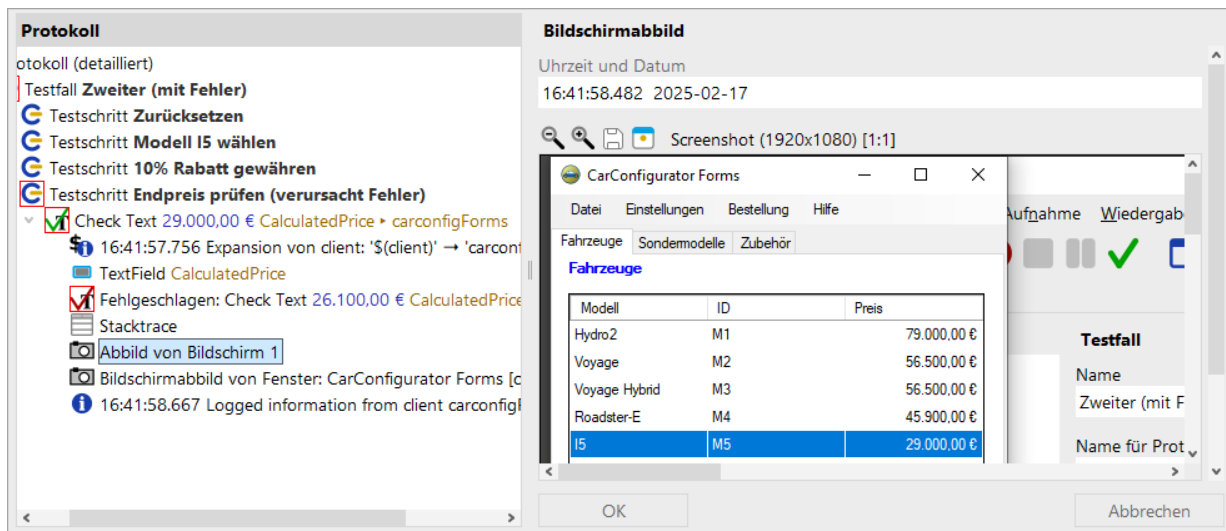 Protokoll
otokoll (detailliert)
Testfall Zweiter (mit Fehler)
Testschritt Zurücksetzen
Testschritt Modell I5 wählen
Testschritt 10% Rabatt gewähren
Testschritt Endpreis prüfen (verursacht Fehler)
Check Text 29.000,00 € CalculatedPrice ▸ carconfigForms
16:41:57.756 Expansion von client: '$(client)' → 'carconf
TextField CalculatedPrice
Fehlgeschlagen: Check Text 26.100,00 € CalculatedPrice
Stacktrace
Abbild von Bildschirm 1
Bildschirmabbild von Fenster: CarConfigurator Forms [c
16:41:58.667 Logged information from client carconfigF
Bildschirmabbild
Uhrzeit und Datum
16:41:58.482 2025-02-17
Screenshot (1920x1080) [1:1]
CarConfigurator Forms
Datei Einstellungen Bestellung Hilfe
Fahrzeuge Sondermodelle Zubehör
Fahrzeuge
Modell ID Preis
Hydro2 M1 79.000,00 €
Voyage M2 56.500,00 €
Voyage Hybrid M3 56.500,00 €
Roadster-E M4 45.900,00 €
I5 M5 29.000,00 €
Aufnahme Wiedergab
Testfall
Name
Zweiter (mit F
Name für Prot
OK Abbrechen